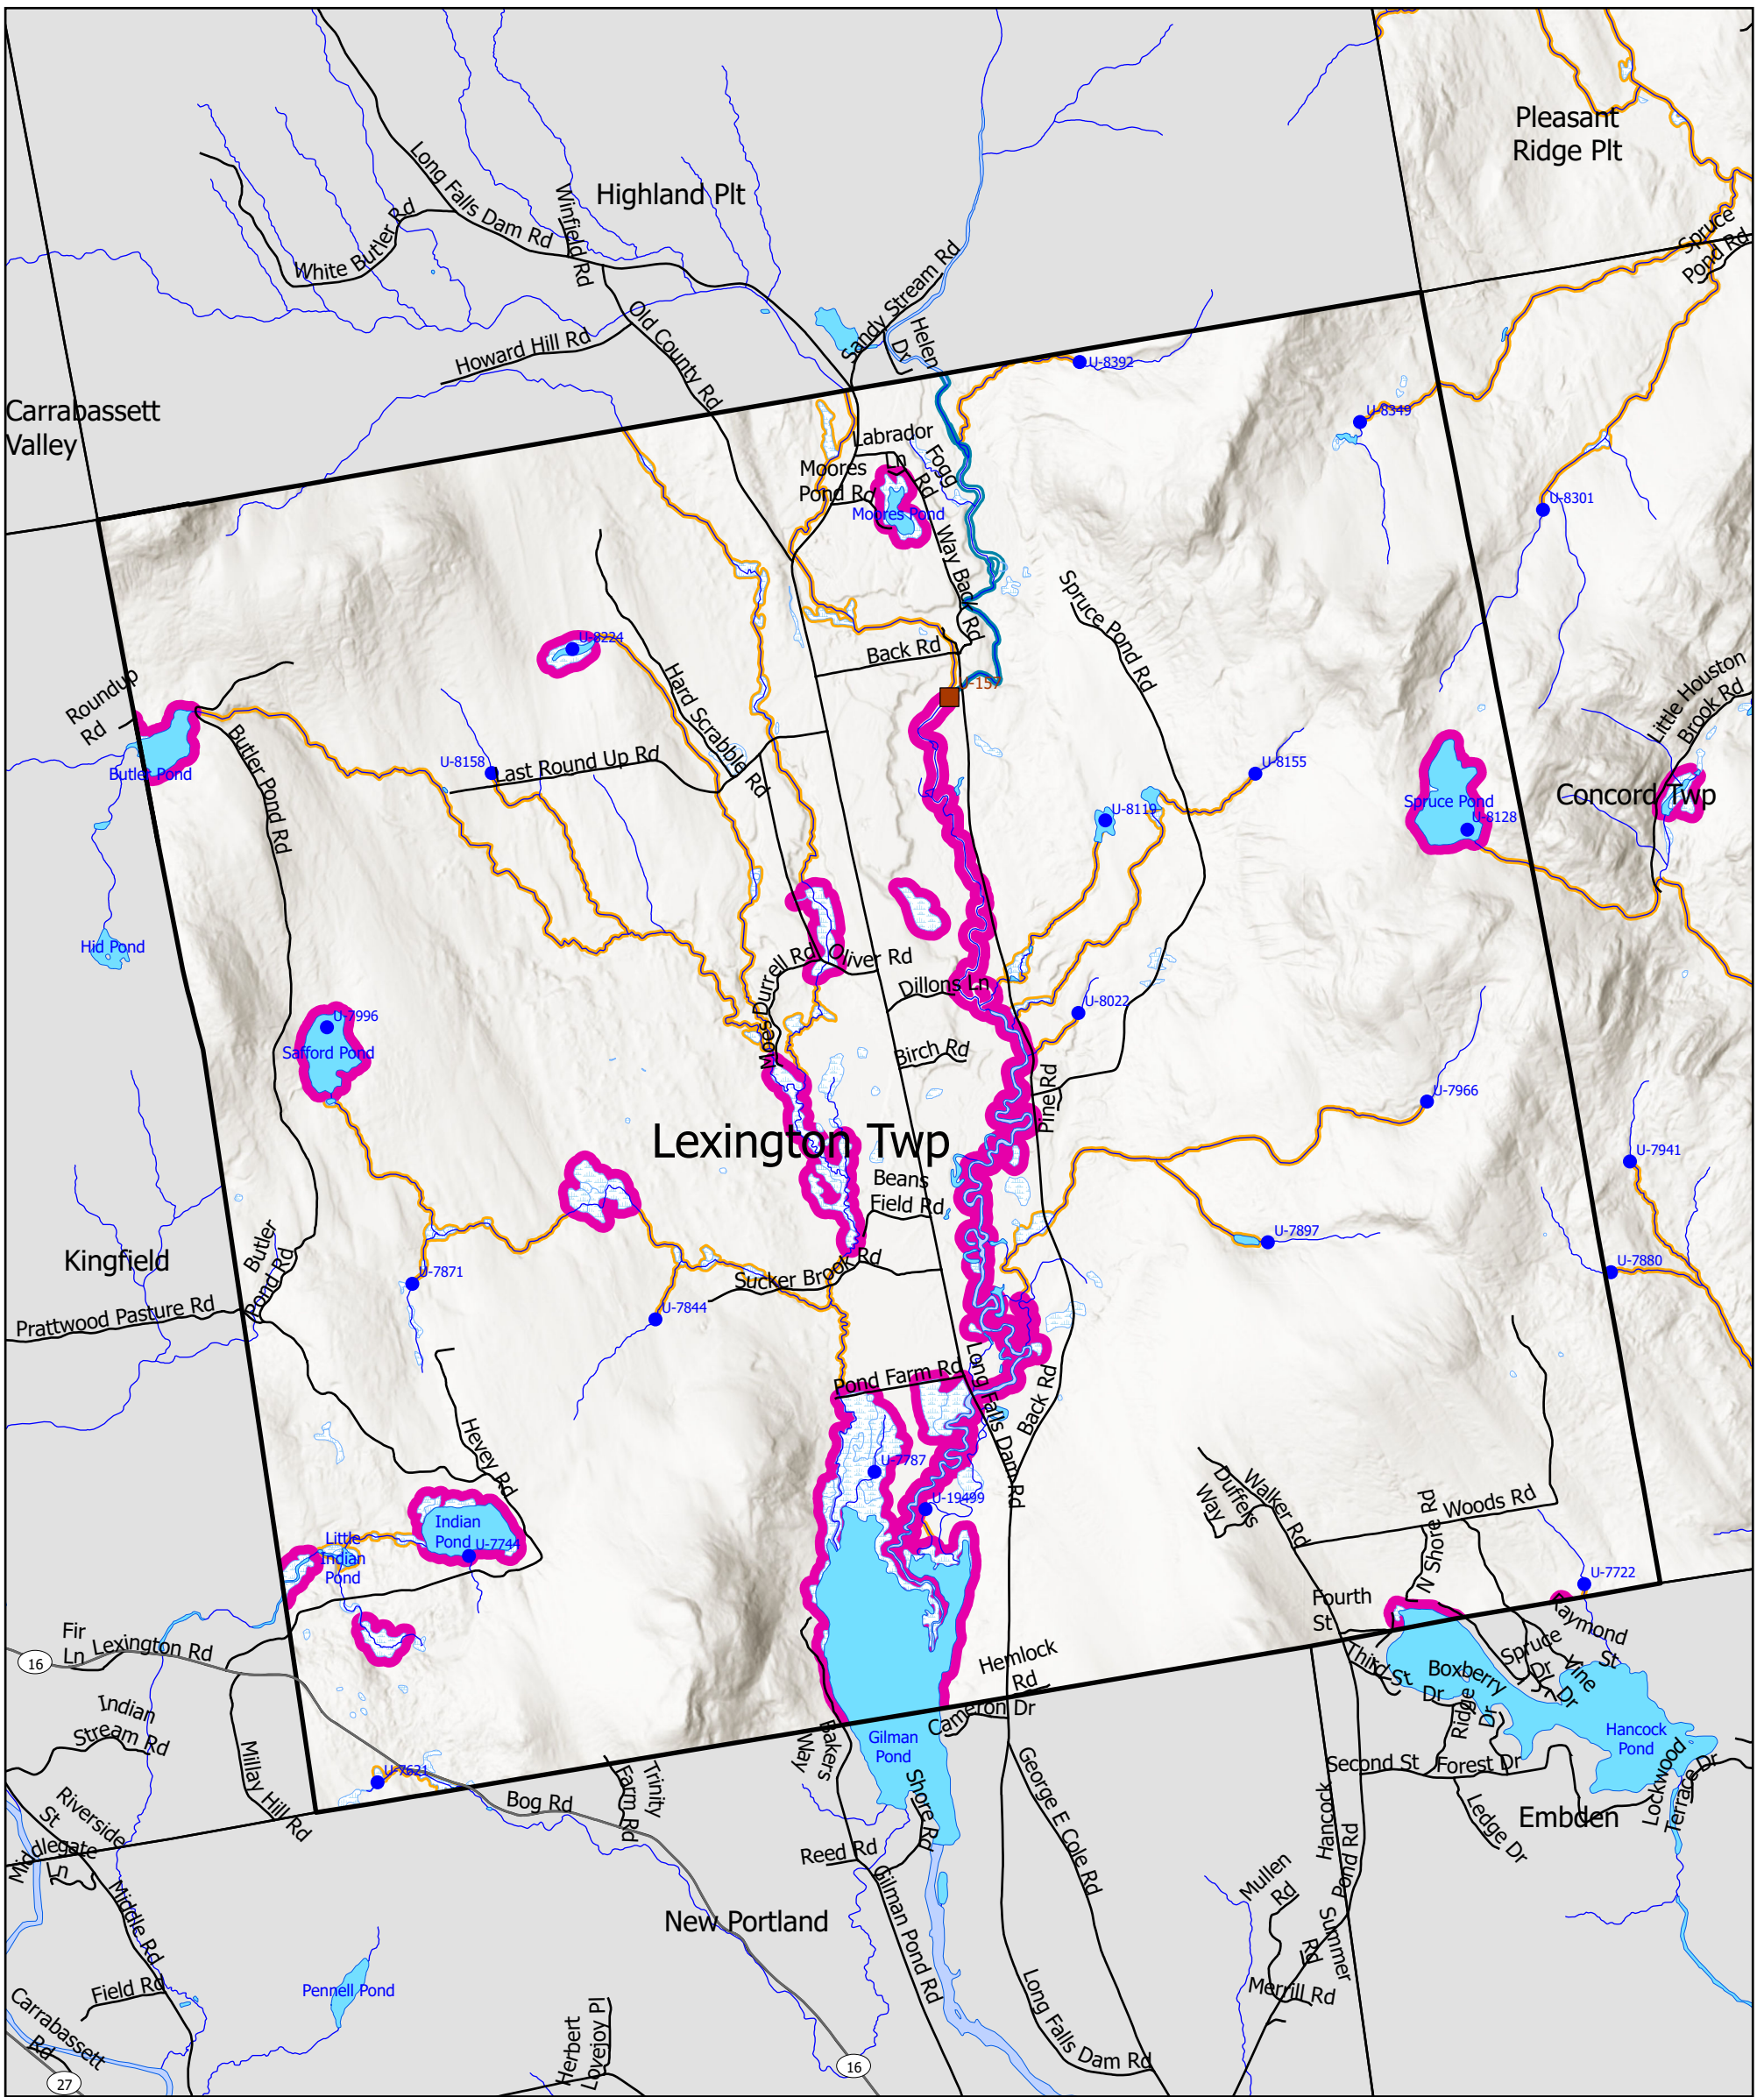 Pleasant
Ridge Plt
Highland Plt
Long Falls Dam Rd
Winfield Rd
White Butler Rd
Spruce
Pond Rd
Sandy Stream Rd
Helen
Dr
Old County Rd
Howard Hill Rd
U-8392
Carrabassett
Valley
U-8349
Labrador
Ln
Fogg
Rd
Moores
Pond Rd
Moores Pond
U-8301
Way Back Rd
Spruce Pond Rd
U-8224
Back Rd
Hard Scrabble Rd
Roundup
Rd
Little Houston
Brook Rd
Butler Pond Rd
Butler Pond
U-8158
Last Round Up Rd
U-8155
U-8119
Spruce Pond
U-8128
Concord Twp
Hid Pond
Moes Durrell Rd
Oliver Rd
Dillons Ln
U-8022
U-7996
Safford Pond
Birch Rd
Pine Rd
U-7966
Lexington Twp
U-7941
Beans
Field Rd
Kingfield
Butler
Pond Rd
U-7897
U-7880
U-7871
Sucker Brook Rd
U-7844
Prattwood Pasture Rd
Pond Farm Rd
Long Falls Dam Rd
Back Rd
Hevey Rd
U-7787
U-19499
Duffers
Way
Walker Rd
N Shore Rd
Woods Rd
Indian
Pond
U-7744
Little
Indian
Pond
U-7722
Fourth
St
Raymond
St
Fir
Ln
Lexington Rd
16
Hemlock
Rd
Third St
Boxberry
Dr
Spruce
Dr
Vine
Dr
Ridge
Dr
Indian
Stream Rd
Cameron Dr
Bakers
Way
Gilman
Pond
Hancock
Pond
Millay Hill Rd
U-7621
Trinity
Farm Rd
Bog Rd
Shore Rd
George E Cole Rd
Second St
Forest Dr
Lockwood
Terrace Dr
Riverside
St
Middlegate
Ln
Ledge Dr
Embden
Hancock
Pond Rd
Reed Rd
Middle Rd
Mullen
Rd
New Portland
Gilman Pond Rd
Summer
Rd
Field Rd
Pennell Pond
Merrill Rd
Carrabassett
Rd
27
Herbert
Lovejoy Pl
16
Long Falls Dam Rd